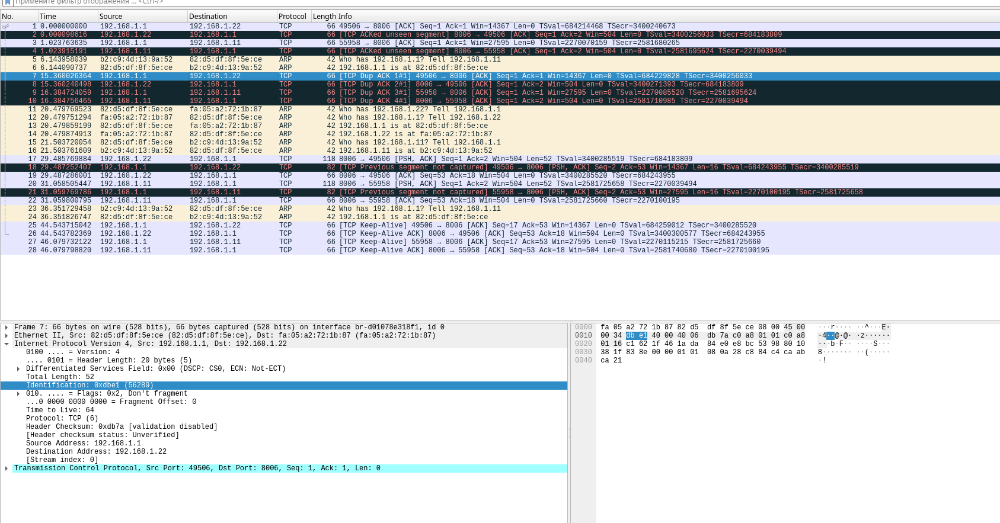 Примените фильтр отображения ... <Ctrl-/>
No. Time Source Destination Protocol Length Info
1 0.000000000 192.168.1.1 192.168.1.22 TCP 66 49506 → 8006 [ACK] Seq=1 Ack=1 Win=14367 Len=0 TSval=684214468 TSecr=3400240673
2 0.000098616 192.168.1.22 192.168.1.1 TCP 66 [TCP ACKed unseen segment] 8006 → 49506 [ACK] Seq=1 Ack=2 Win=504 Len=0 TSval=3400256033 TSecr=684183809
3 1.023763635 192.168.1.1 192.168.1.11 TCP 66 55958 → 8006 [ACK] Seq=1 Ack=1 Win=27595 Len=0 TSval=2270070159 TSecr=2581680265
4 1.023915191 192.168.1.11 192.168.1.1 TCP 66 [TCP ACKed unseen segment] 8006 → 55958 [ACK] Seq=1 Ack=2 Win=504 Len=0 TSval=2581695624 TSecr=2270039494
5 6.143958039 b2:c9:4d:13:9a:52 82:d5:df:8f:5e:ce ARP 42 Who has 192.168.1.1? Tell 192.168.1.11
6 6.144090737 82:d5:df:8f:5e:ce b2:c9:4d:13:9a:52 ARP 42 192.168.1.1 is at 82:d5:df:8f:5e:ce
7 15.360026364 192.168.1.1 192.168.1.22 TCP 66 [TCP Dup ACK 1#1] 49506 → 8006 [ACK] Seq=1 Ack=1 Win=14367 Len=0 TSval=684229828 TSecr=3400256033
8 15.360240498 192.168.1.22 192.168.1.1 TCP 66 [TCP Dup ACK 2#1] 8006 → 49506 [ACK] Seq=1 Ack=2 Win=504 Len=0 TSval=3400271393 TSecr=684183809
9 16.384724059 192.168.1.1 192.168.1.11 TCP 66 [TCP Dup ACK 3#1] 55958 → 8006 [ACK] Seq=1 Ack=1 Win=27595 Len=0 TSval=2270085520 TSecr=2581695624
10 16.384756465 192.168.1.11 192.168.1.1 TCP 66 [TCP Dup ACK 4#1] 8006 → 55958 [ACK] Seq=1 Ack=2 Win=504 Len=0 TSval=2581710985 TSecr=2270039494
11 20.479769523 82:d5:df:8f:5e:ce fa:05:a2:72:1b:87 ARP 42 Who has 192.168.1.22? Tell 192.168.1.1
12 20.479751294 fa:05:a2:72:1b:87 82:d5:df:8f:5e:ce ARP 42 Who has 192.168.1.1? Tell 192.168.1.22
13 20.479859199 82:d5:df:8f:5e:ce fa:05:a2:72:1b:87 ARP 42 192.168.1.1 is at 82:d5:df:8f:5e:ce
14 20.479874913 fa:05:a2:72:1b:87 82:d5:df:8f:5e:ce ARP 42 192.168.1.22 is at fa:05:a2:72:1b:87
15 21.503720054 82:d5:df:8f:5e:ce b2:c9:4d:13:9a:52 ARP 42 Who has 192.168.1.11? Tell 192.168.1.1
16 21.503761609 b2:c9:4d:13:9a:52 82:d5:df:8f:5e:ce ARP 42 192.168.1.11 is at b2:c9:4d:13:9a:52
17 29.485769884 192.168.1.22 192.168.1.1 TCP 118 8006 → 49506 [PSH, ACK] Seq=1 Ack=2 Win=504 Len=52 TSval=3400285519 TSecr=684183809
18 29.487252407 192.168.1.1 192.168.1.22 TCP 82 [TCP Previous segment not captured] 49506 → 8006 [PSH, ACK] Seq=2 Ack=53 Win=14367 Len=16 TSval=684243955 TSecr=3400285519
19 29.487286001 192.168.1.22 192.168.1.1 TCP 66 8006 → 49506 [ACK] Seq=53 Ack=18 Win=504 Len=0 TSval=3400285520 TSecr=684243955
20 31.058505447 192.168.1.11 192.168.1.1 TCP 118 8006 → 55958 [PSH, ACK] Seq=1 Ack=2 Win=504 Len=52 TSval=2581725658 TSecr=2270039494
21 31.059769786 192.168.1.1 192.168.1.11 TCP 82 [TCP Previous segment not captured] 55958 → 8006 [PSH, ACK] Seq=2 Ack=53 Win=27595 Len=16 TSval=2270100195 TSecr=2581725658
22 31.059800795 192.168.1.11 192.168.1.1 TCP 66 8006 → 55958 [ACK] Seq=53 Ack=18 Win=504 Len=0 TSval=2581725660 TSecr=2270100195
23 36.351729458 b2:c9:4d:13:9a:52 82:d5:df:8f:5e:ce ARP 42 Who has 192.168.1.1? Tell 192.168.1.11
24 36.351826747 82:d5:df:8f:5e:ce b2:c9:4d:13:9a:52 ARP 42 192.168.1.1 is at 82:d5:df:8f:5e:ce
25 44.543715042 192.168.1.1 192.168.1.22 TCP 66 [TCP Keep-Alive] 49506 → 8006 [ACK] Seq=17 Ack=53 Win=14367 Len=0 TSval=684259012 TSecr=3400285520
26 44.543782369 192.168.1.22 192.168.1.1 TCP 66 [TCP Keep-Alive ACK] 8006 → 49506 [ACK] Seq=53 Ack=18 Win=504 Len=0 TSval=3400300577 TSecr=684243955
27 46.079732122 192.168.1.1 192.168.1.11 TCP 66 [TCP Keep-Alive] 55958 → 8006 [ACK] Seq=17 Ack=53 Win=27595 Len=0 TSval=2270115215 TSecr=2581725660
28 46.079798820 192.168.1.11 192.168.1.1 TCP 66 [TCP Keep-Alive ACK] 8006 → 55958 [ACK] Seq=53 Ack=18 Win=504 Len=0 TSval=2581740680 TSecr=2270100195
Frame 7: 66 bytes on wire (528 bits), 66 bytes captured (528 bits) on interface br-d01078e318f1, id 0
Ethernet II, Src: 82:d5:df:8f:5e:ce (82:d5:df:8f:5e:ce), Dst: fa:05:a2:72:1b:87 (fa:05:a2:72:1b:87)
Internet Protocol Version 4, Src: 192.168.1.1, Dst: 192.168.1.22
0100 .... = Version: 4
.... 0101 = Header Length: 20 bytes (5)
Differentiated Services Field: 0x00 (DSCP: CS0, ECN: Not-ECT)
Total Length: 52
Identification: 0xdbe1 (56289)
010. .... = Flags: 0x2, Don't fragment
...0 0000 0000 0000 = Fragment Offset: 0
Time to Live: 64
Protocol: TCP (6)
Header Checksum: 0xdb7a [validation disabled]
[Header checksum status: Unverified]
Source Address: 192.168.1.1
Destination Address: 192.168.1.22
[Stream index: 0]
Transmission Control Protocol, Src Port: 49506, Dst Port: 8006, Seq: 1, Ack: 1, Len: 0
0000 fa 05 a2 72 1b 87 82 d5 df 8f 5e ce 08 00 45 00 ···r···· ··^···E·
0010 00 34 db e1 40 00 40 06 db 7a c0 a8 01 01 c0 a8 ·4··@·@· ·z······
0020 01 16 c1 62 1f 46 1a da 84 e0 e8 bc 53 98 80 10 ···b·F·· ····S···
0030 38 1f 83 8e 00 00 01 01 08 0a 28 c8 84 c4 ca ab 8······· ··(·····
0040 ca 21 ·!